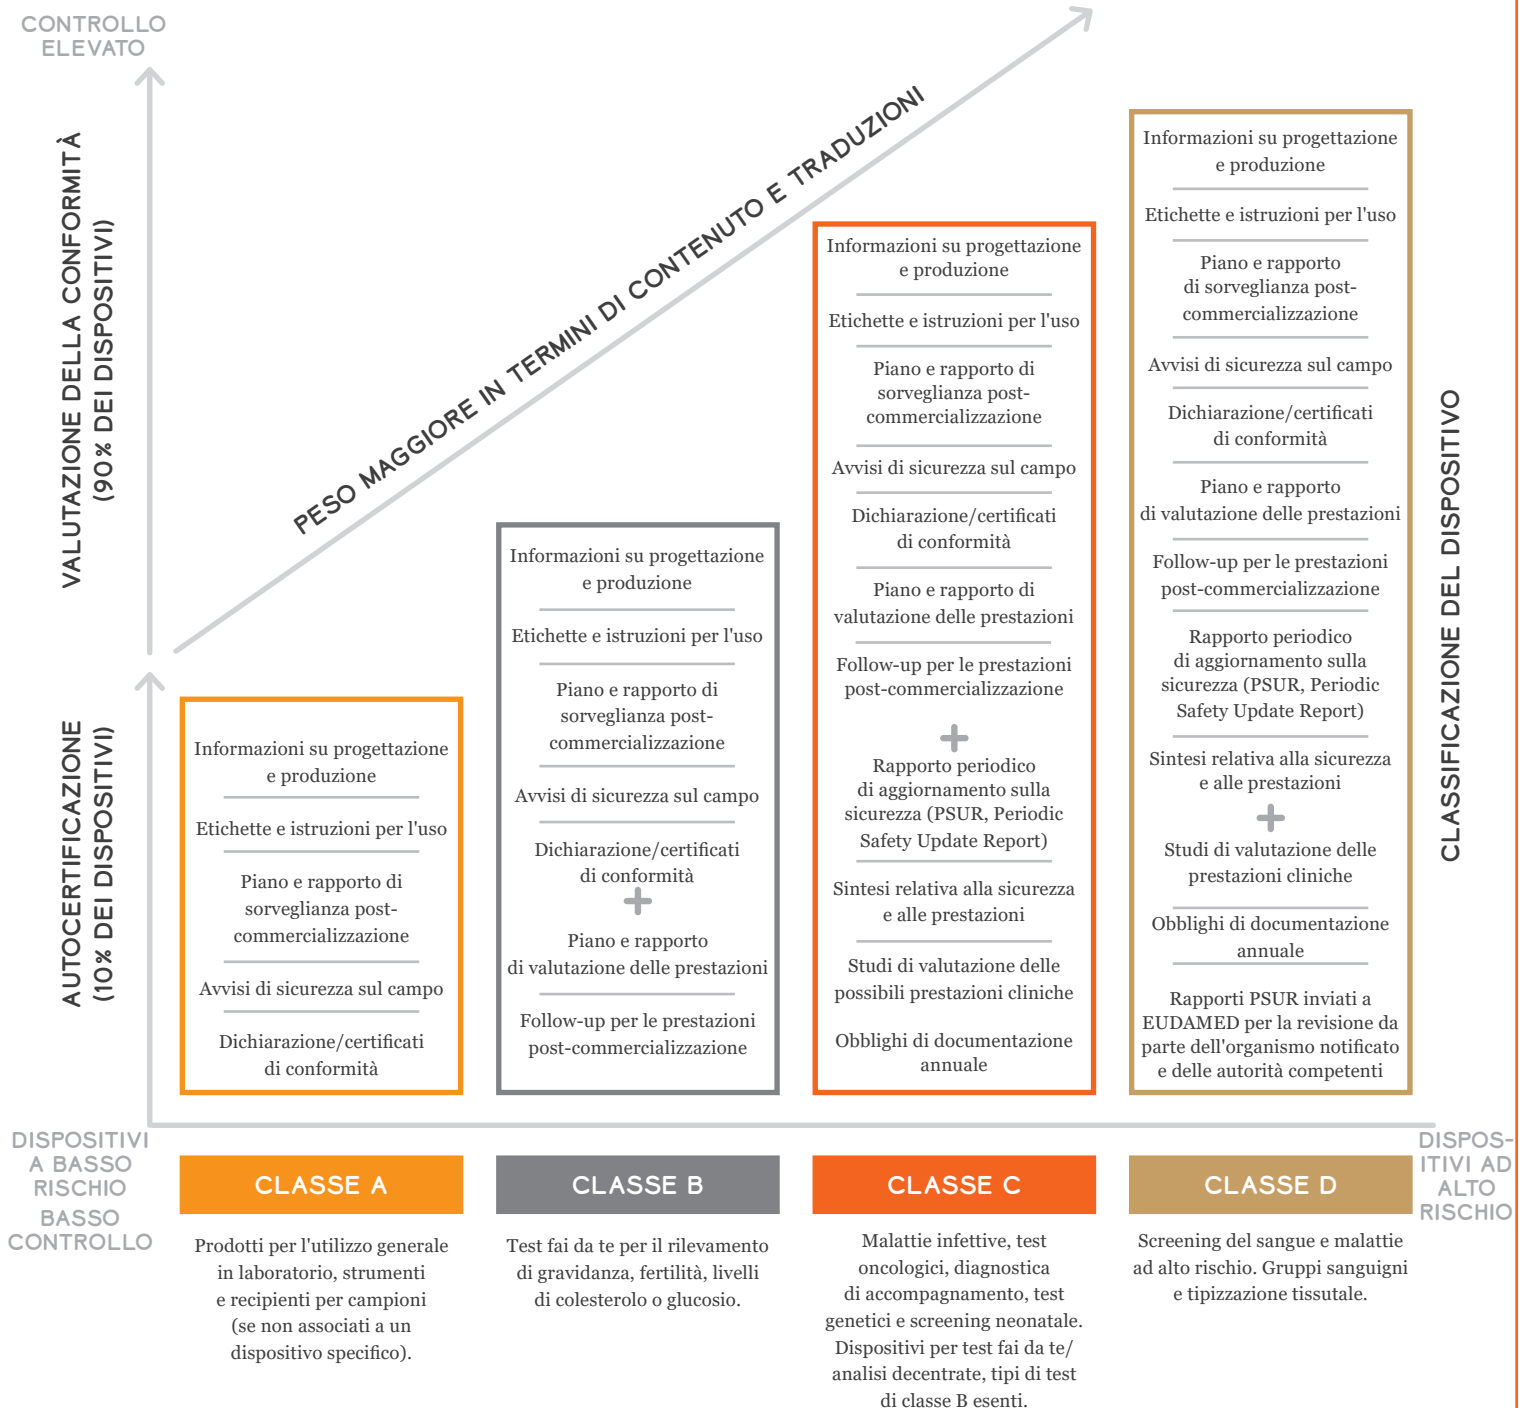 CONTROLLO
ELEVATO
VALUTAZIONE DELLA CONFORMITÀ
(90% DEI DISPOSITIVI)
AUTOCERTIFICAZIONE
(10% DEI DISPOSITIVI)
PESO MAGGIORE IN TERMINI DI CONTENUTO E TRADUZIONI
Informazioni su progettazione
e produzione
Etichette e istruzioni per l'uso
Piano e rapporto di
sorveglianza post-
commercializzazione
Avvisi di sicurezza sul campo
Dichiarazione/certificati
di conformità
Informazioni su progettazione
e produzione
Etichette e istruzioni per l'uso
Piano e rapporto di
sorveglianza post-
commercializzazione
Avvisi di sicurezza sul campo
Dichiarazione/certificati
di conformità
+
Piano e rapporto
di valutazione delle prestazioni
Follow-up per le prestazioni
post-commercializzazione
Informazioni su progettazione
e produzione
Etichette e istruzioni per l'uso
Piano e rapporto di
sorveglianza post-
commercializzazione
Avvisi di sicurezza sul campo
Dichiarazione/certificati
di conformità
Piano e rapporto di
valutazione delle prestazioni
Follow-up per le prestazioni
post-commercializzazione
+
Rapporto periodico
di aggiornamento sulla
sicurezza (PSUR, Periodic
Safety Update Report)
Sintesi relativa alla sicurezza
e alle prestazioni
Studi di valutazione delle
possibili prestazioni cliniche
Obblighi di documentazione
annuale
Informazioni su progettazione
e produzione
Etichette e istruzioni per l'uso
Piano e rapporto
di sorveglianza post-
commercializzazione
Avvisi di sicurezza sul campo
Dichiarazione/certificati
di conformità
Piano e rapporto
di valutazione delle prestazioni
Follow-up per le prestazioni
post-commercializzazione
Rapporto periodico
di aggiornamento sulla
sicurezza (PSUR, Periodic
Safety Update Report)
Sintesi relativa alla sicurezza
e alle prestazioni
+
Studi di valutazione delle
prestazioni cliniche
Obblighi di documentazione
annuale
Rapporti PSUR inviati a
EUDAMED per la revisione da
parte dell'organismo notificato
e delle autorità competenti
CLASSIFICAZIONE DEL DISPOSITIVO
DISPOSITIVI
A BASSO
RISCHIO
BASSO
CONTROLLO
CLASSE A
Prodotti per l'utilizzo generale
in laboratorio, strumenti
e recipienti per campioni
(se non associati a un
dispositivo specifico).
CLASSE B
Test fai da te per il rilevamento
di gravidanza, fertilità, livelli
di colesterolo o glucosio.
CLASSE C
Malattie infettive, test
oncologici, diagnostica
di accompagnamento, test
genetici e screening neonatale.
Dispositivi per test fai da te/
analisi decentrate, tipi di test
di classe B esenti.
CLASSE D
Screening del sangue e malattie
ad alto rischio. Gruppi sanguigni
e tipizzazione tissutale.
DISPOS-
ITIVI AD
ALTO
RISCHIO